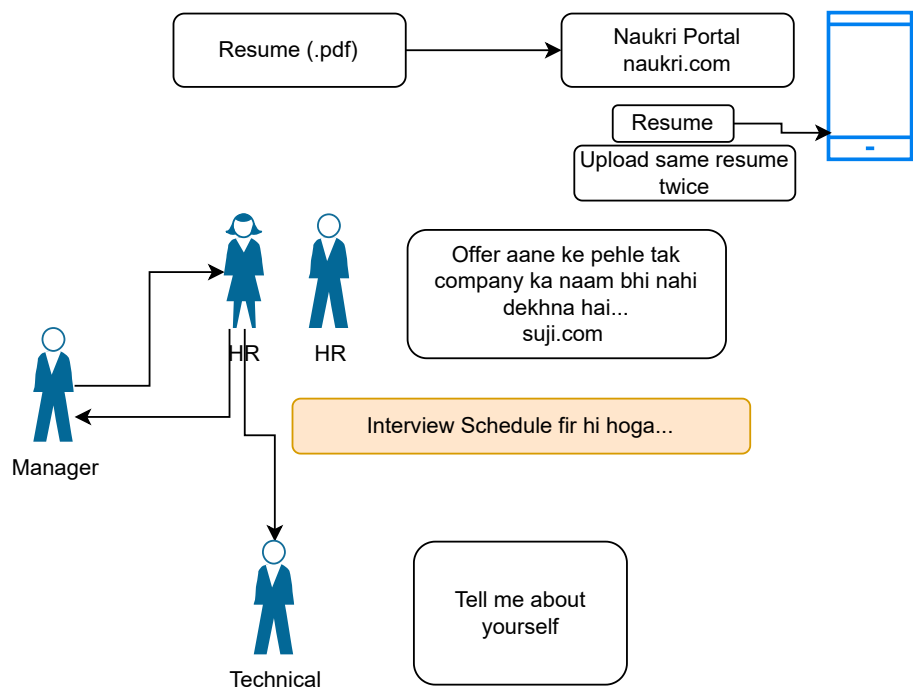 Resume (.pdf)
Naukri Portal
naukri.com
Resume
Upload same resume
twice
Offer aane ke pehle tak
company ka naam bhi nahi
dekhna hai...
suji.com
HR
HR
Interview Schedule fir hi hoga...
Manager
Tell me about
yourself
Technical